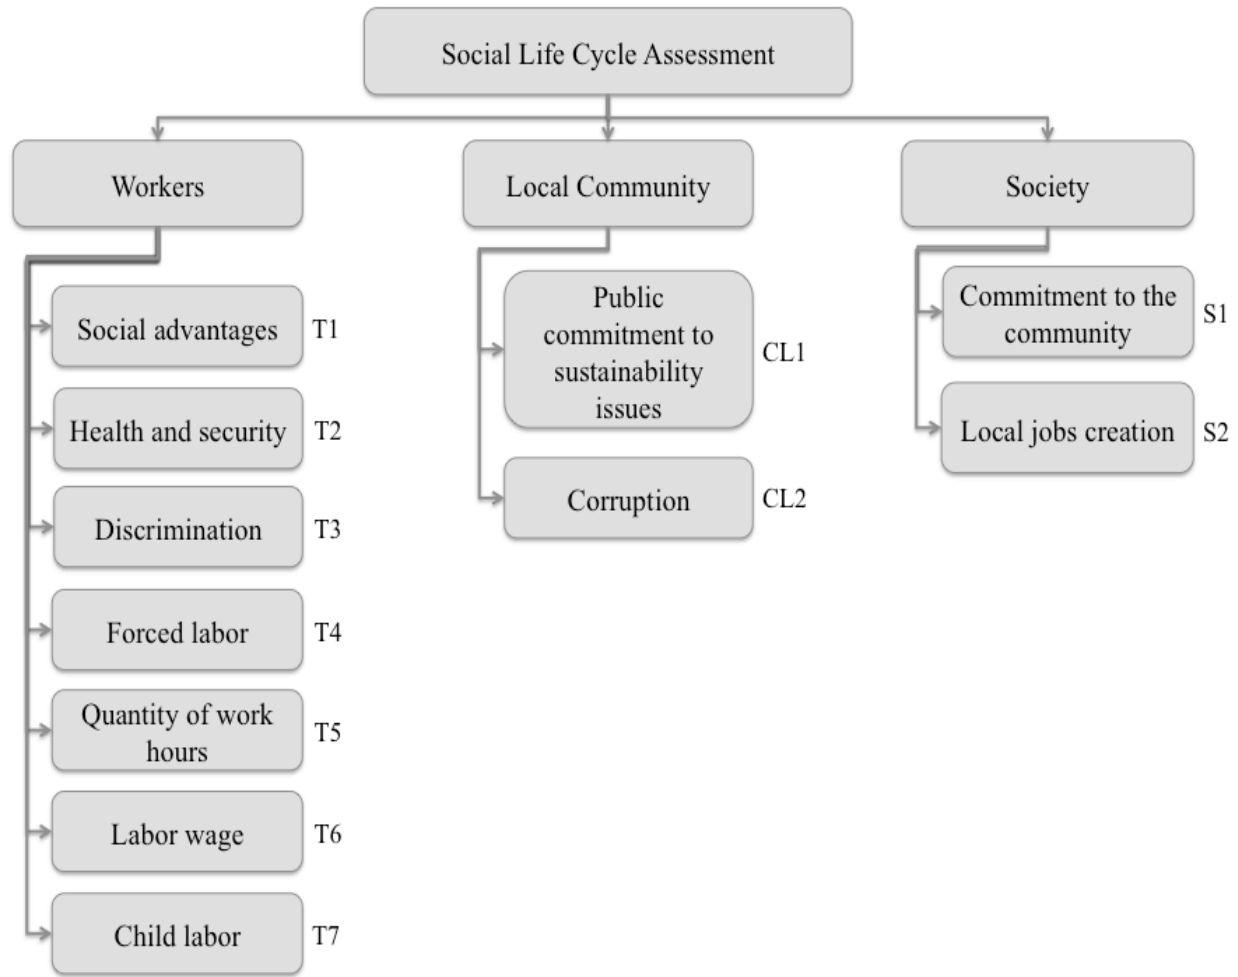 Social Life Cycle Assessment
Workers
Local Community
Society
Social advantages
T1
Health and security
T2
Discrimination
T3
Forced labor
T4
Quantity of work
hours
T5
Labor wage
T6
Child labor
T7
Public
commitment to
sustainability
issues
CL1
Corruption
CL2
Commitment to the
community
S1
Local jobs creation
S2